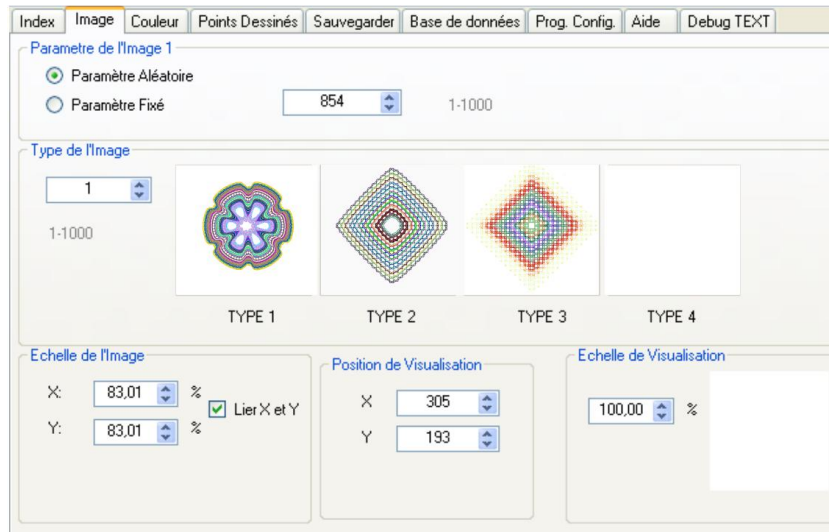 Index Image Couleur Points Dessinés Sauvegarder Base de données Prog. Config. Aide Debug TEXT
Parametre de l'Image 1
Paramètre Aléatoire
Paramètre Fixé 854 1-1000
Type de l'Image
1
1-1000
TYPE 1 TYPE 2 TYPE 3 TYPE 4
Echelle de l'Image
X: 83,01 %
Lier X et Y
Y: 83,01 %
Position de Visualisation
X 305
Y 193
Echelle de Visualisation
100,00 %